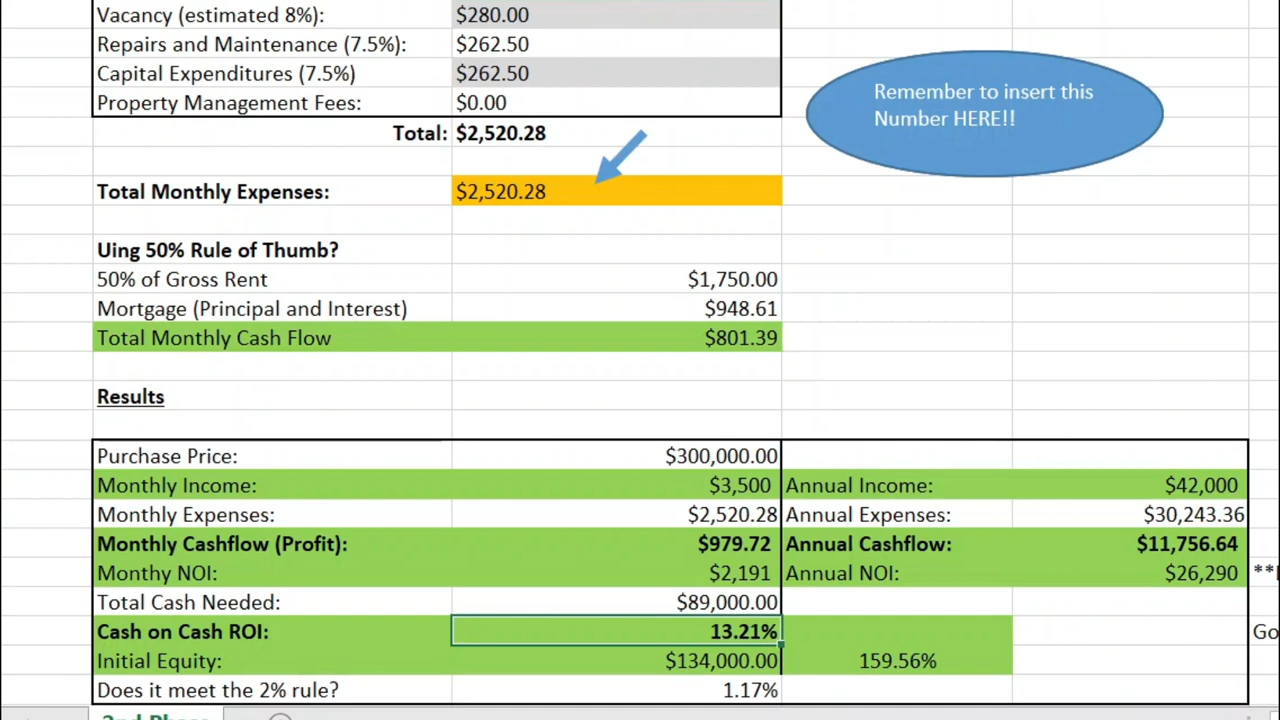 Vacancy (estimated 8%): $280.00
Repairs and Maintenance (7.5%): $262.50
Capital Expenditures (7.5%) $262.50
Property Management Fees: $0.00
Remember to insert this
Number HERE!!
Total: $2,520.28
Total Monthly Expenses: $2,520.28
Uing 50% Rule of Thumb?
50% of Gross Rent $1,750.00
Mortgage (Principal and Interest) $948.61
Total Monthly Cash Flow $801.39
Results
Purchase Price: $300,000.00
Monthly Income: $3,500 Annual Income: $42,000
Monthly Expenses: $2,520.28 Annual Expenses: $30,243.36
Monthly Cashflow (Profit): $979.72 Annual Cashflow: $11,756.64
Monthy NOI: $2,191 Annual NOI: $26,290 **
Total Cash Needed: $89,000.00
Cash on Cash ROI: 13.21% Go
Initial Equity: $134,000.00 159.56%
Does it meet the 2% rule? 1.17%
2nd Phase